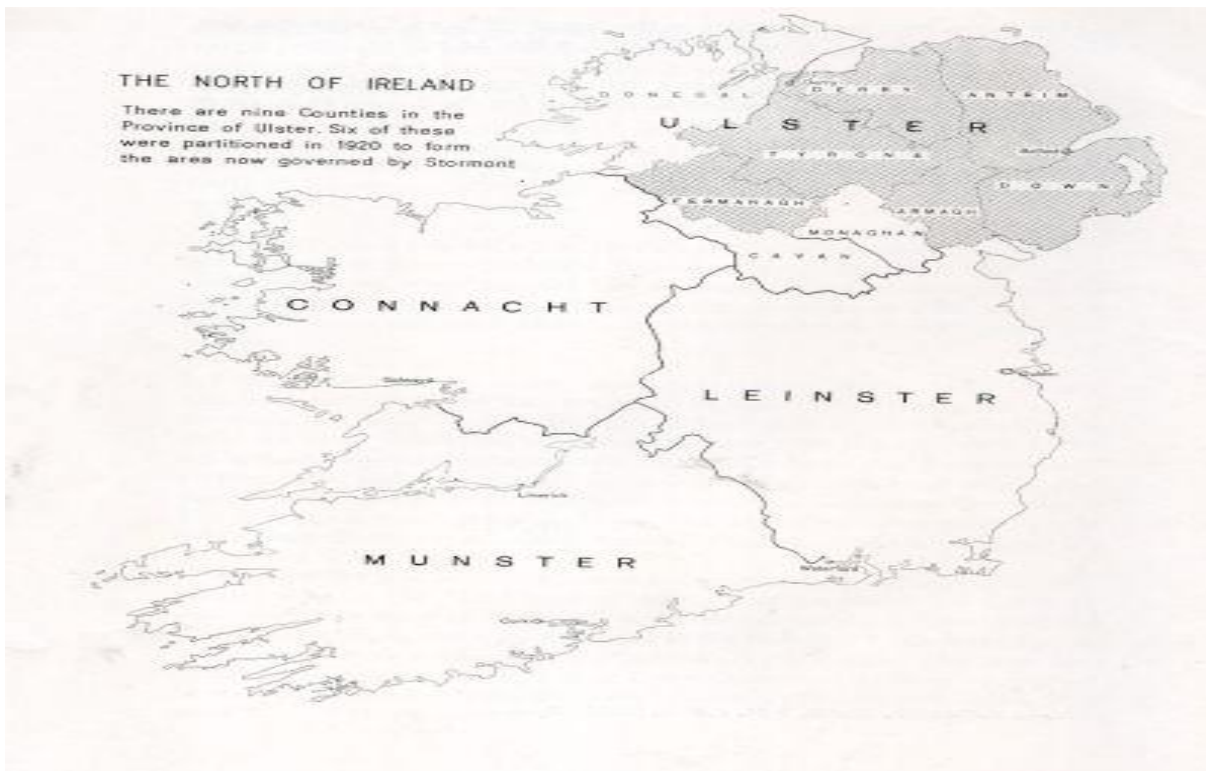 THE NORTH OF IRELAND
There are nine Counties in the
Province of Ulster. Six of these
were partitioned in 1920 to form
the area now governed by Stormont
DONEGAL
DERRY
ANTRIM
ULSTER
TYRONE
Belfast
DOWN
FERMANAGH
ARMAGH
MONAGHAN
CAVAN
CONNACHT
Galway
LEINSTER
Limerick
MUNSTER
Waterford
Cork